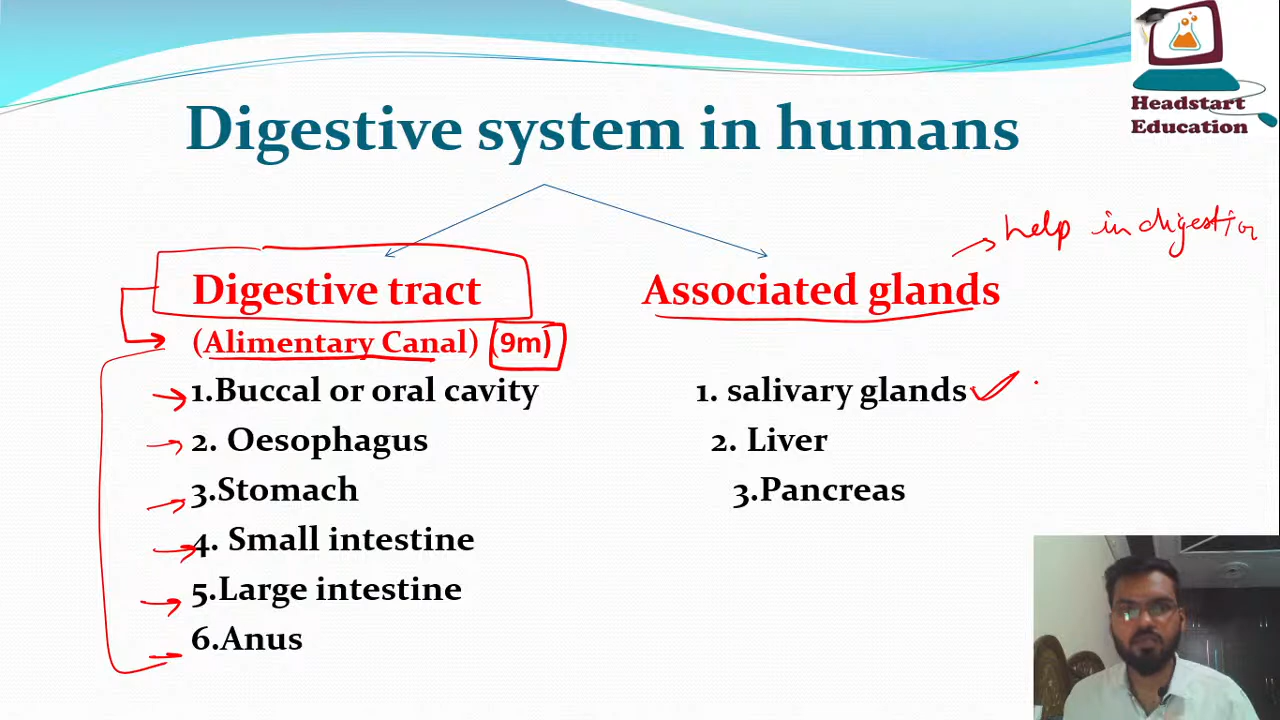 Headstart
Education
Digestive system in humans
help in digestion
Digestive tract
(Alimentary Canal) (9m)
1.Buccal or oral cavity
2. Oesophagus
3.Stomach
4. Small intestine
5.Large intestine
6.Anus
Associated glands
1. salivary glands
2. Liver
3.Pancreas